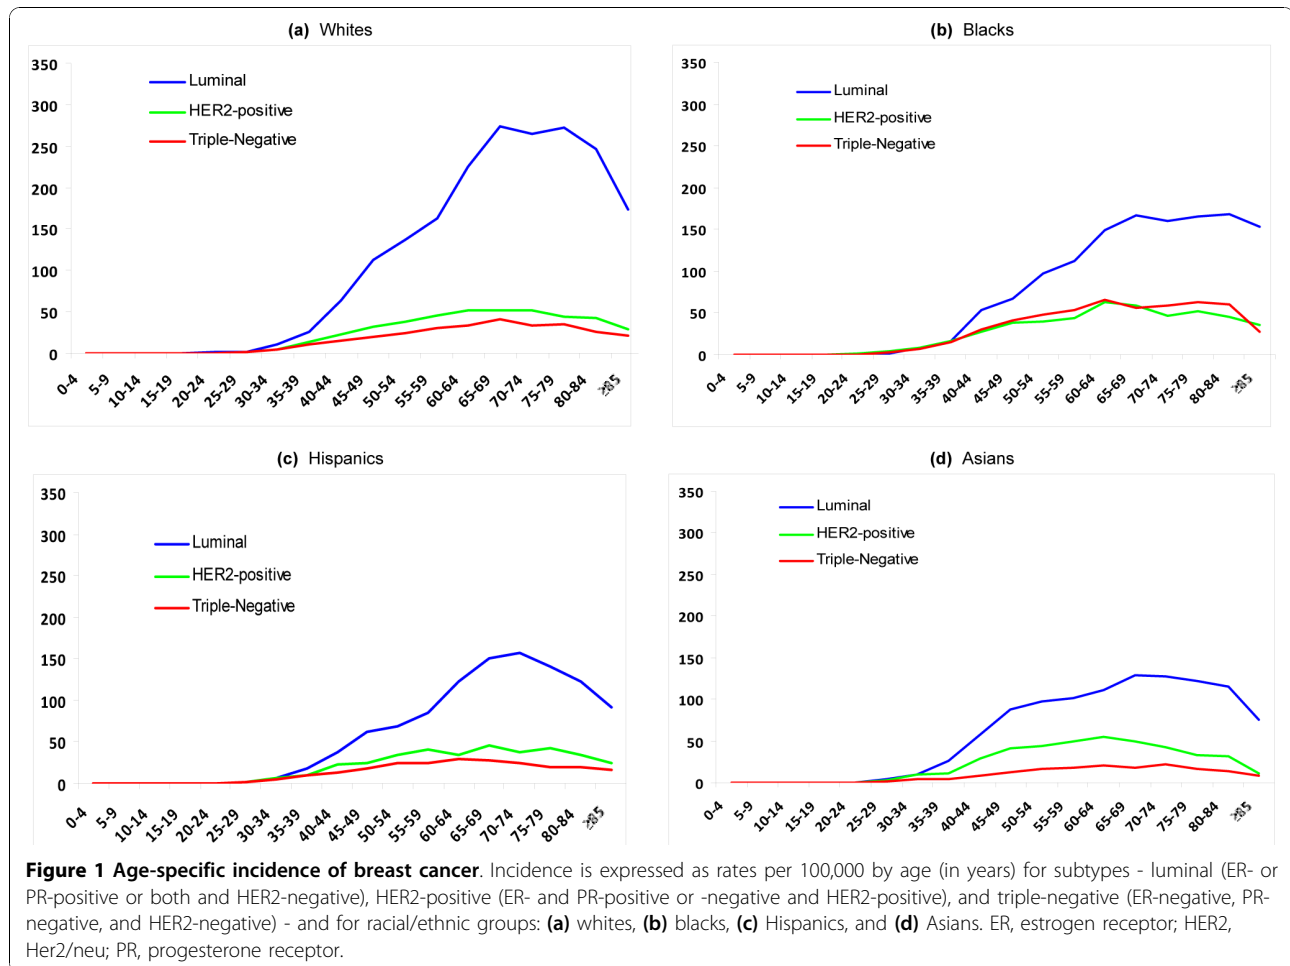 (a) Whites
350
300
250
200
150
100
50
0
Luminal
HER2-positive
Triple-Negative
0-4 5-9 10-14 15-19 20-24 25-29 30-34 35-39 40-44 45-49 50-54 55-59 60-64 65-69 70-74 75-79 80-84 ≥85
(b) Blacks
350
300
250
200
150
100
50
0
Luminal
HER2-positive
Triple-Negative
0-4 5-9 10-14 15-19 20-24 25-29 30-34 35-39 40-44 45-49 50-54 55-59 60-64 65-69 70-74 75-79 80-84 ≥85
(c) Hispanics
350
300
250
200
150
100
50
0
Luminal
HER2-positive
Triple-Negative
0-4 5-9 10-14 15-19 20-24 25-29 30-34 35-39 40-44 45-49 50-54 55-59 60-64 65-69 70-74 75-79 80-84 ≥85
(d) Asians
350
300
250
200
150
100
50
0
Luminal
HER2-positive
Triple-Negative
0-4 5-9 10-14 15-19 20-24 25-29 30-34 35-39 40-44 45-49 50-54 55-59 60-64 65-69 70-74 75-79 80-84 ≥85
Figure 1 Age-specific incidence of breast cancer. Incidence is expressed as rates per 100,000 by age (in years) for subtypes - luminal (ER- or
PR-positive or both and HER2-negative), HER2-positive (ER- and PR-positive or -negative and HER2-positive), and triple-negative (ER-negative, PR-
negative, and HER2-negative) - and for racial/ethnic groups: (a) whites, (b) blacks, (c) Hispanics, and (d) Asians. ER, estrogen receptor; HER2,
Her2/neu; PR, progesterone receptor.